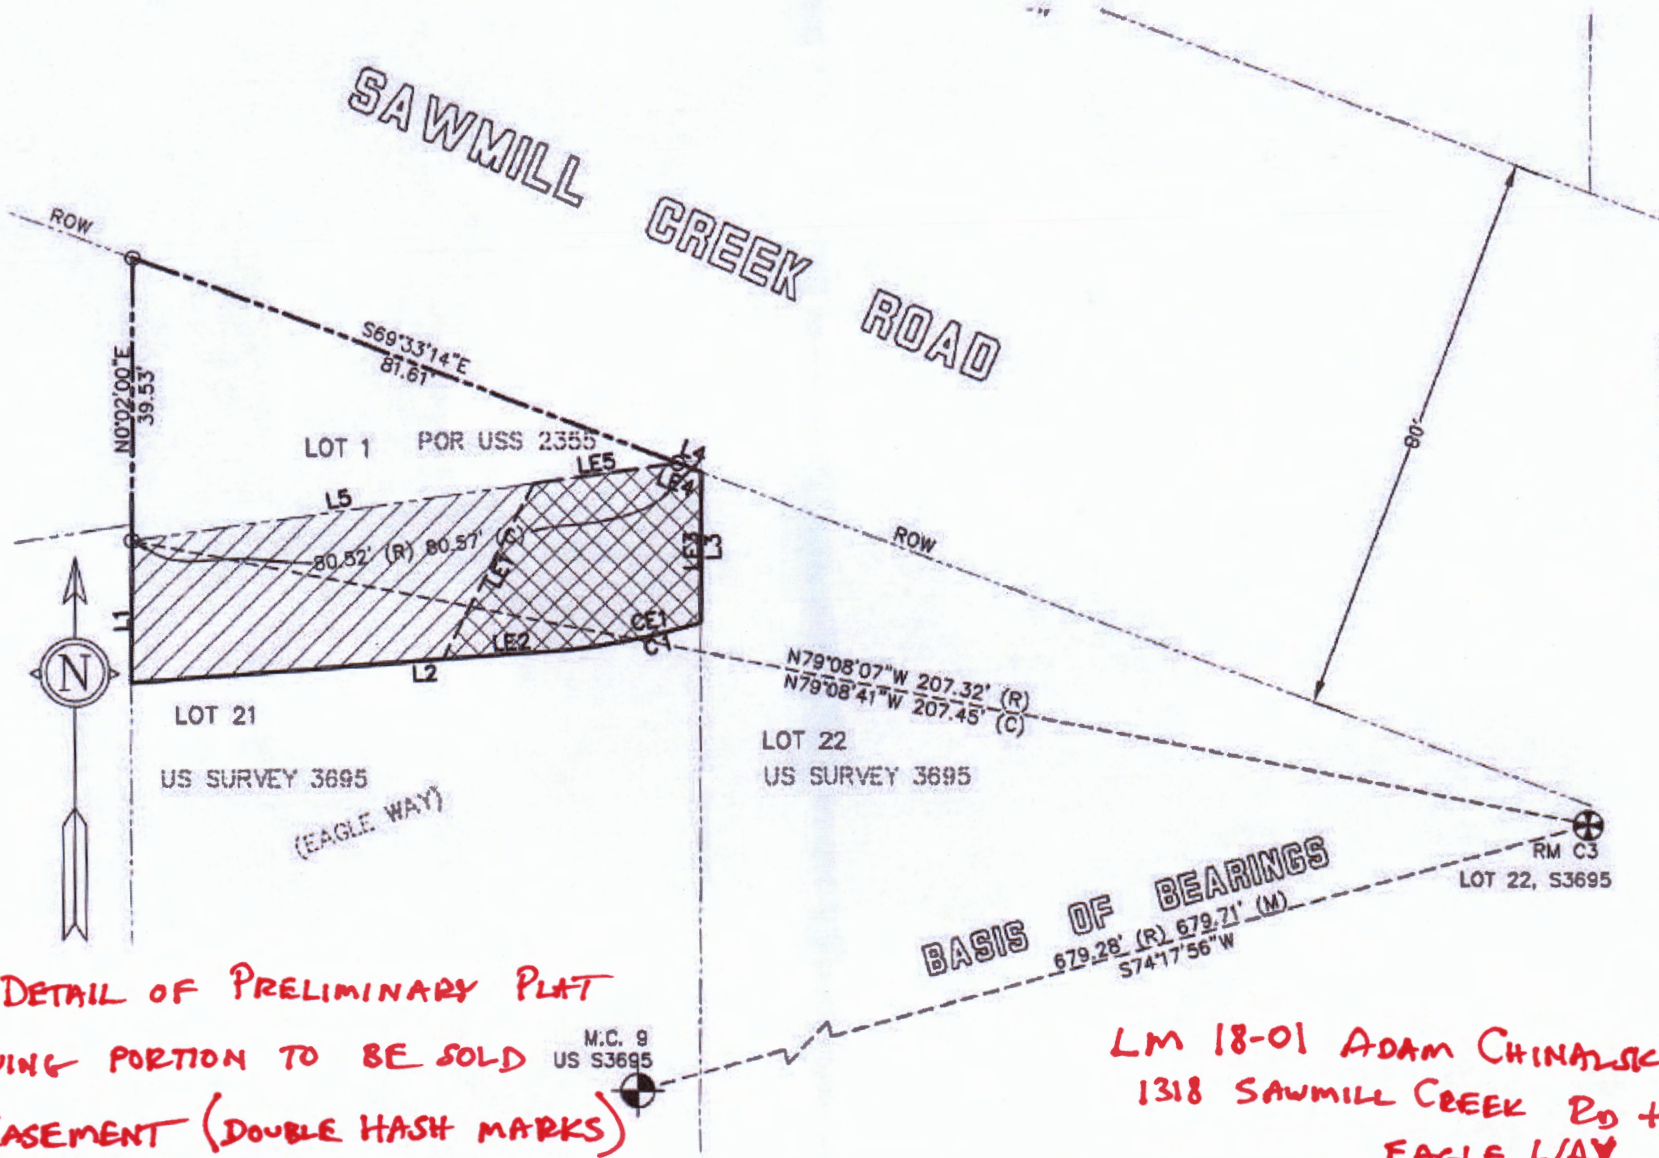 SAWMILL CREEK ROAD
ROW
S69°33'14"E
81.61'
N0°02'00"E
39.53'
80'
LOT 1 POR USS 2355
L4
LE5
LE4
L5
80.52' (R) 80.57' (C)
LE1
LE3
L3
ROW
L1
CE1
C1
LE2
L2
N
N79°08'07"W 207.32' (R)
N79°08'41"W 207.45' (C)
LOT 21
US SURVEY 3695
(EAGLE WAY)
LOT 22
US SURVEY 3695
RM C3
LOT 22, S3695
BASIS OF BEARINGS
679.28' (R) 679.71' (M)
S74°17'56"W
M.C. 9
US S3695
DETAIL OF PRELIMINARY PLAT
PORTION TO BE SOLD
(DOUBLE HASH MARKS)
LM 18-01 ADAM
1318 SAWMILL CREEK RD +
EAGLE WAY